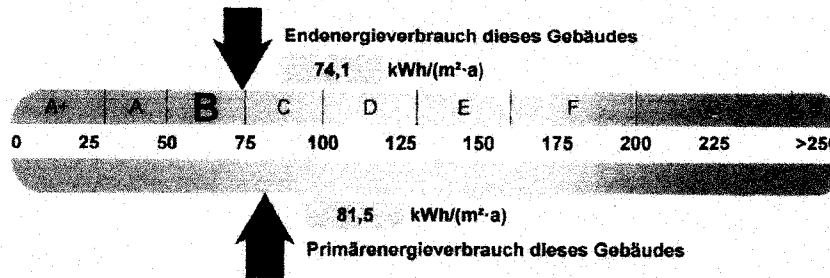 Endenergieverbrauch dieses Gebäudes
74,1 kWh/(m²·a)
A+ A B C D E F
0 25 50 75 100 125 150 175 200 225 >250
81,5 kWh/(m²·a)
Primärenergieverbrauch dieses Gebäudes